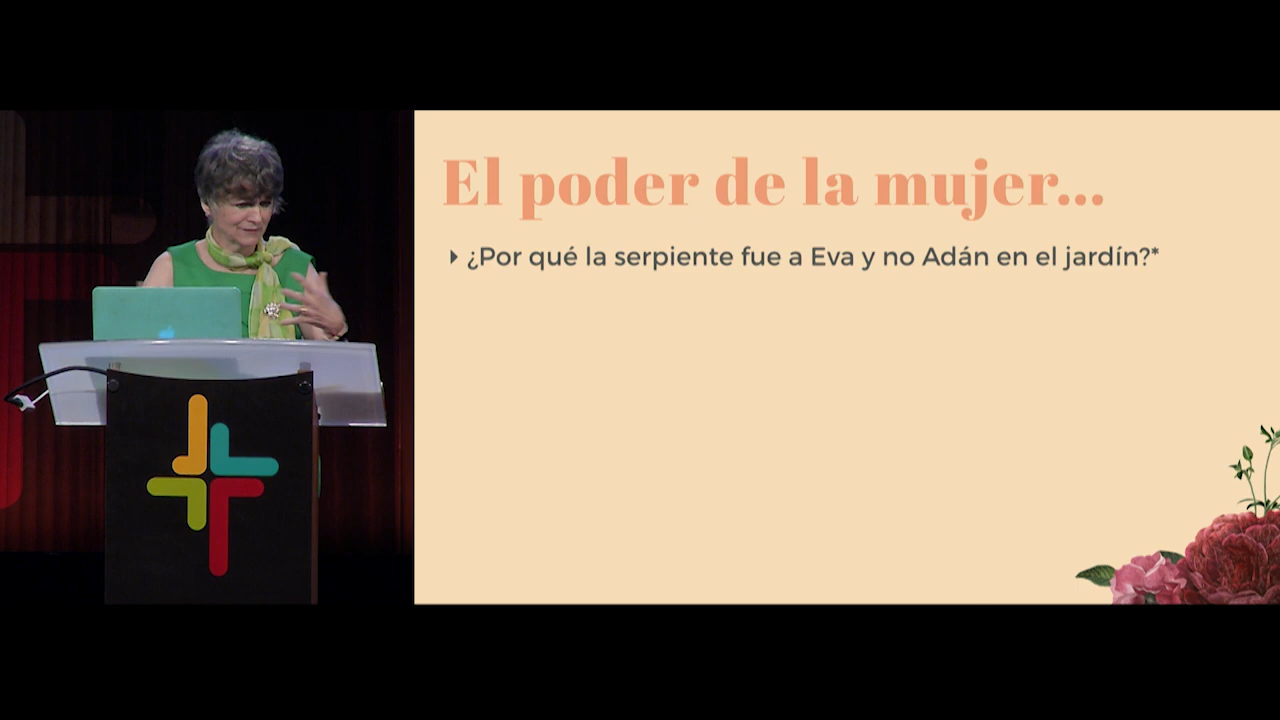 El poder de la mujer...
¿Por qué la serpiente fue a Eva y no Adán en el jardín?*